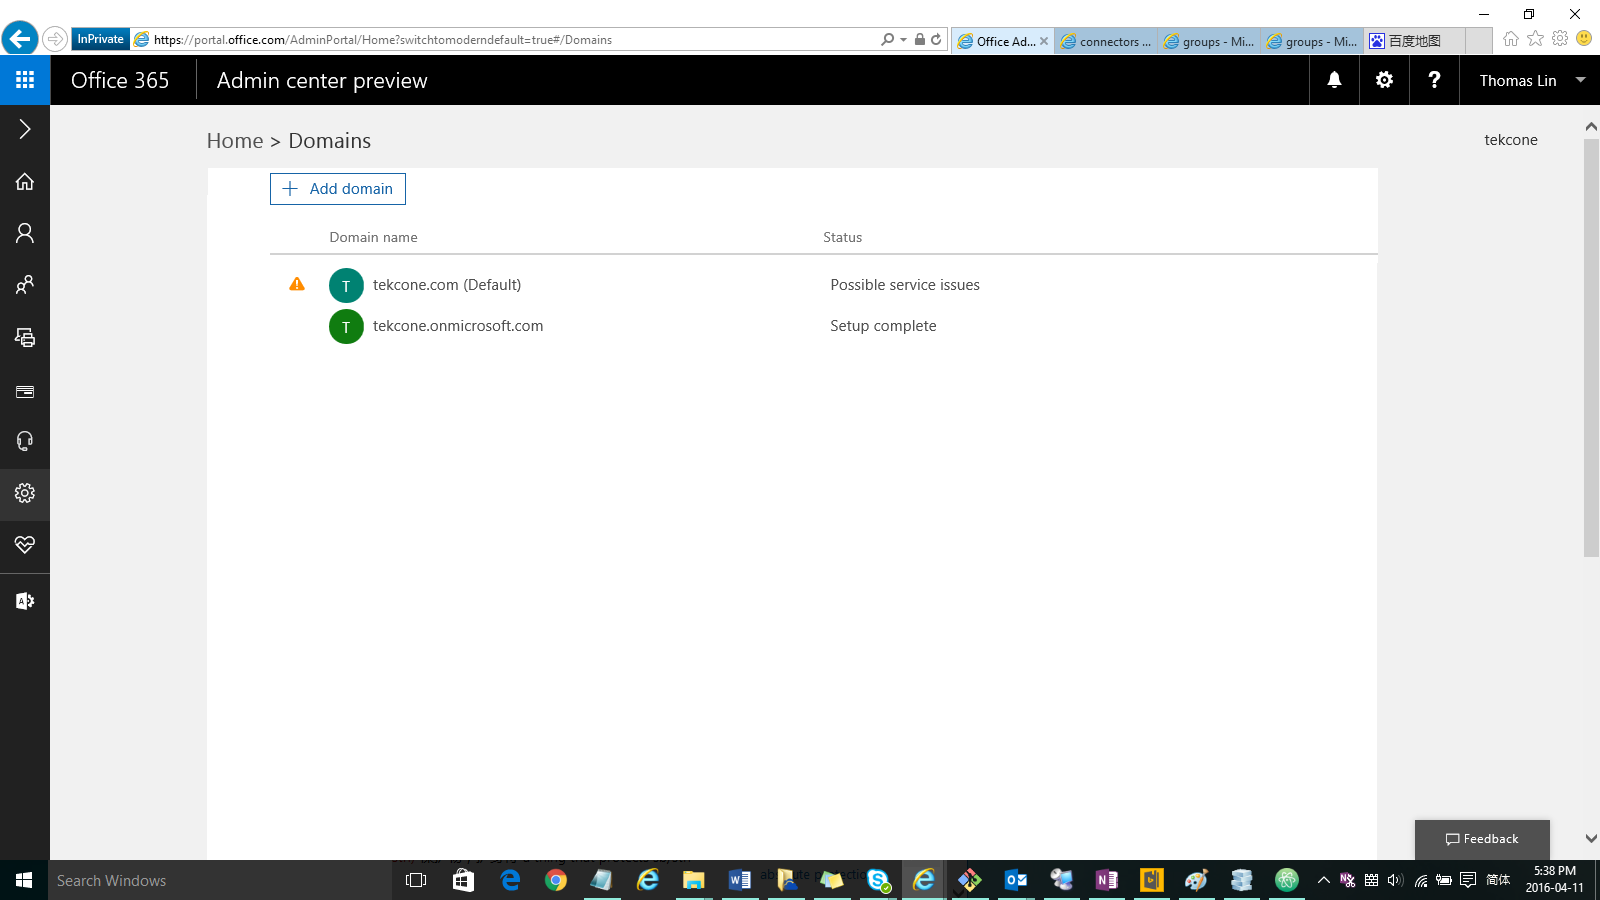 InPrivate
https://portal.office.com/AdminPortal/Home?switchtomoderndefault=true#/Domains
Office Ad...
connectors ...
groups - Mi...
groups - Mi...
百度地图
Office 365
Admin center preview
?
Thomas Lin
Home > Domains
tekcone
Add domain
Domain name
Status
T
tekcone.com (Default)
Possible service issues
T
tekcone.onmicrosoft.com
Setup complete
Feedback
Search Windows
简体
5:38 PM
2016-04-11